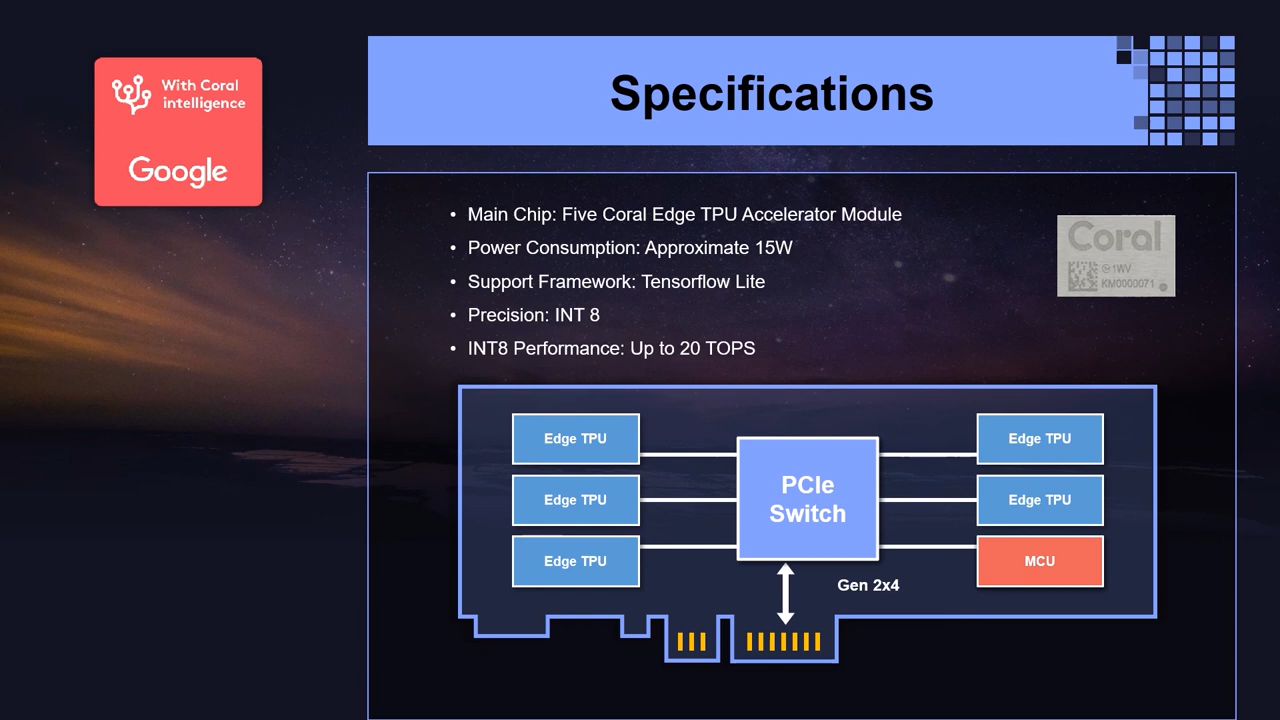 With Coral
intelligence
Google
Specifications
• Main Chip: Five Coral Edge TPU Accelerator Module
• Power Consumption: Approximate 15W
• Support Framework: Tensorflow Lite
• Precision: INT 8
• INT8 Performance: Up to 20 TOPS
Coral
@1WV
KM0000071
Edge TPU
Edge TPU
Edge TPU
PCIe
Switch
Edge TPU
Edge TPU
MCU
Gen 2x4